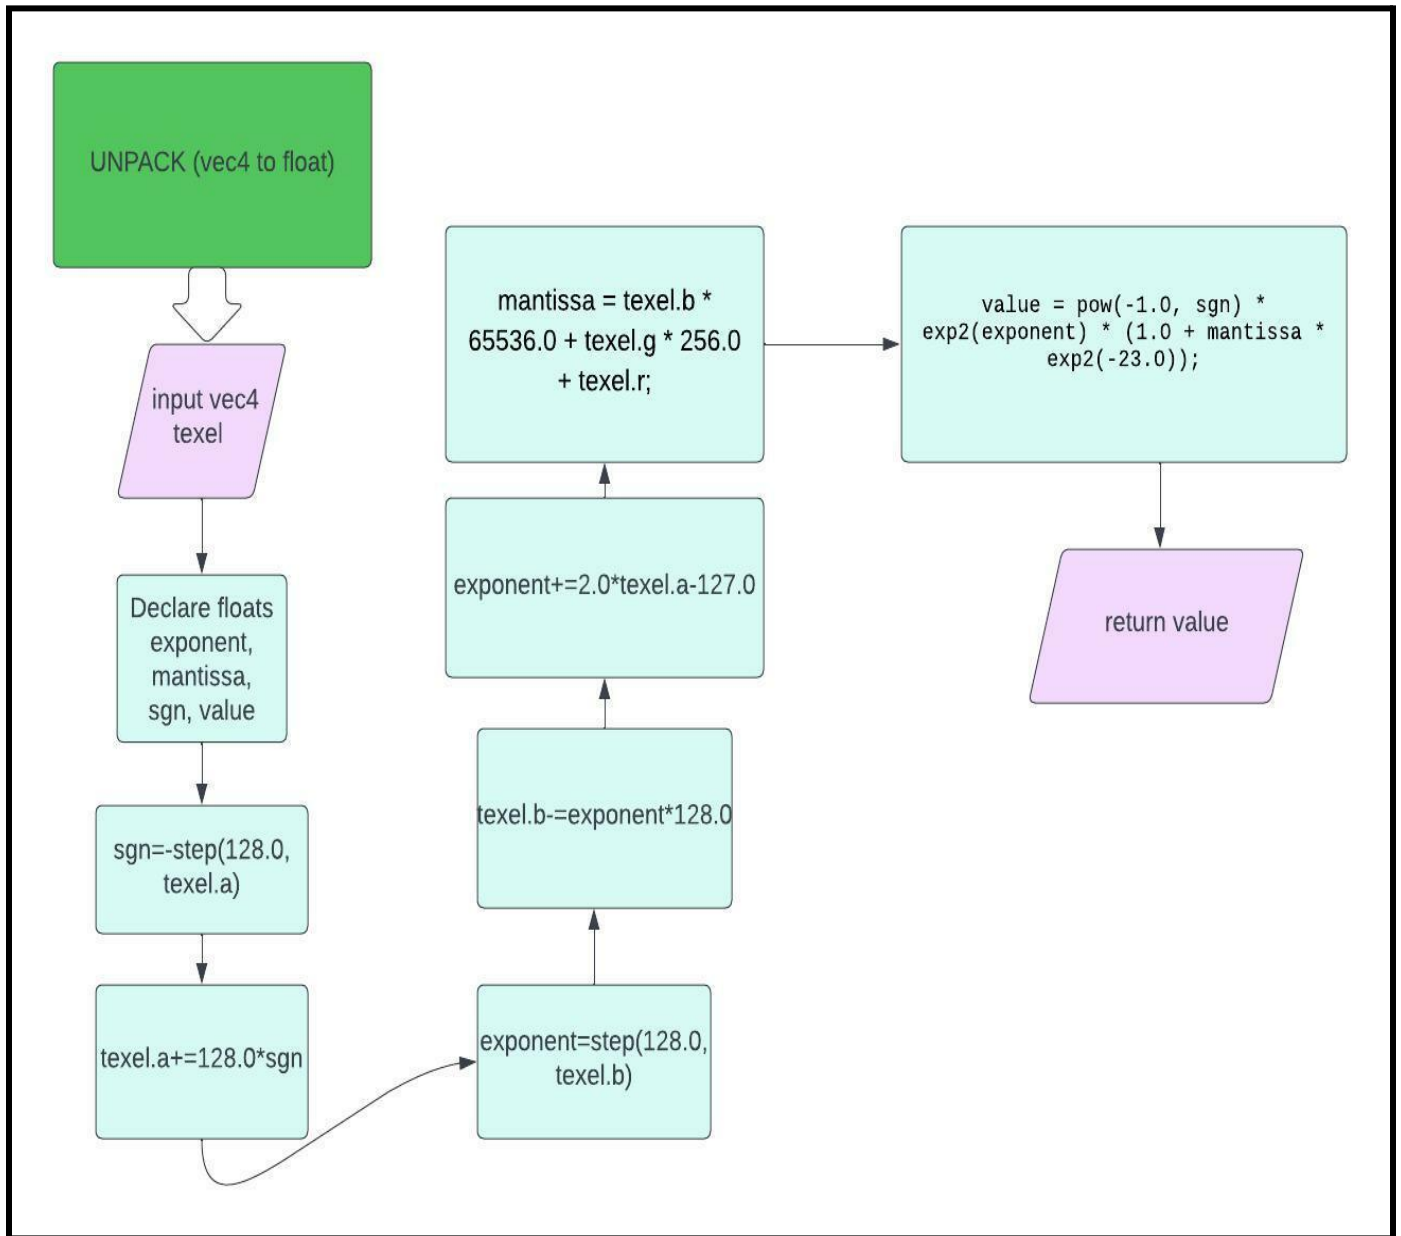 UNPACK (vec4 to float)
input vec4
texel
Declare floats
exponent,
mantissa,
sgn, value
sgn=-step(128.0,
texel.a)
texel.a+=128.0*sgn
exponent=step(128.0,
texel.b)
texel.b-=exponent*128.0
exponent+=2.0*texel.a-127.0
mantissa = texel.b *
65536.0 + texel.g * 256.0
+ texel.r;
value = pow(-1.0, sgn) *
exp2(exponent) * (1.0 + mantissa *
exp2(-23.0));
return value